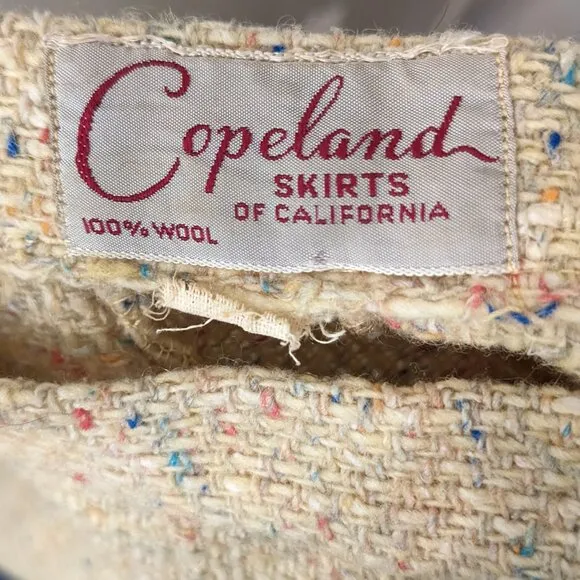 Copeland
SKIRTS
OF CALIFORNIA
100% WOOL